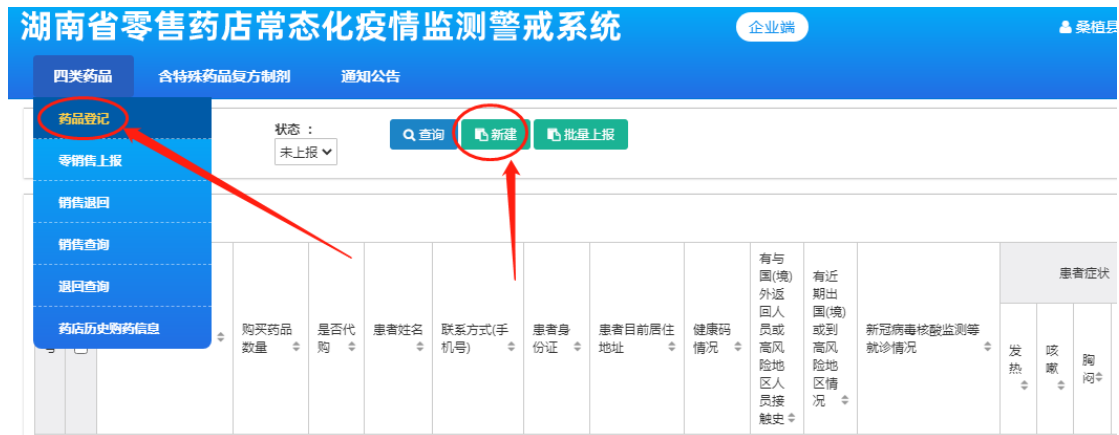 湖南省零售药店常态化疫情监测警戒系统
企业端
桑植县
四类药品
含特殊药品复方制剂
通知公告
药品登记
零销售上报
销售退回
销售查询
退回查询
药店历史购药信息
状态 ：
未上报
查询
新建
批量上报
购买药品
数量
是否代
购
患者姓名
联系方式(手
机号)
患者身
份证
患者目前居住
地址
健康码
情况
有与
国(境)
外返
回人
员或
高风
险地
区人
员接
触史
有近
期出
国(境)
或到
高风
险地
区情
况
新冠病毒核酸监测等
就诊情况
患者症状
发
热
咳
嗽
胸
闷